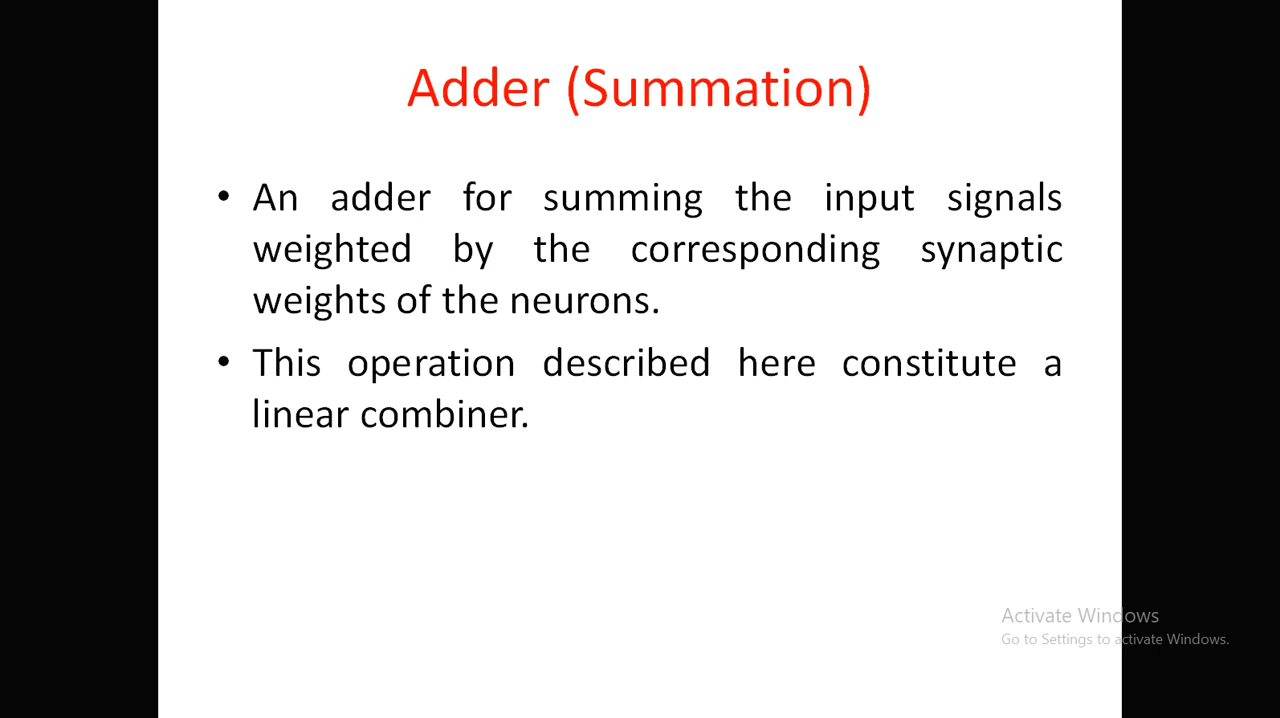 Adder (Summation)
• An adder for summing the input signals
weighted by the corresponding synaptic
weights of the neurons.
• This operation described here constitute a
linear combiner.
Activate Windows
Go to Settings to activate Windows.